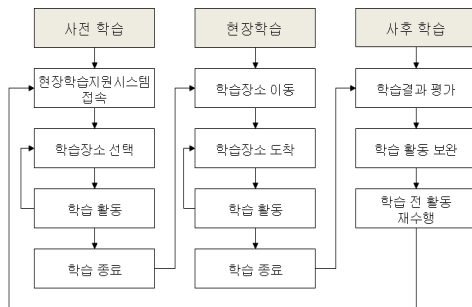 사전 학습
현장학습지원시스템
접속
학습장소 선택
학습 활동
학습 종료
현장학습
학습장소 이동
학습장소 도착
학습 활동
학습 종료
사후 학습
학습결과 평가
학습 활동 보완
학습 전 활동
재수행